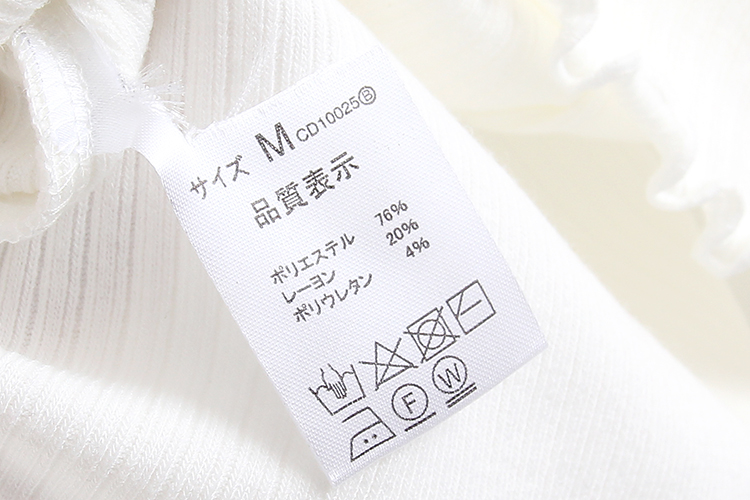 サイズ M CD10025Ⓑ
品質表示
ポリエステル 76%
レーヨン 20%
ポリウレタン 4%
F W